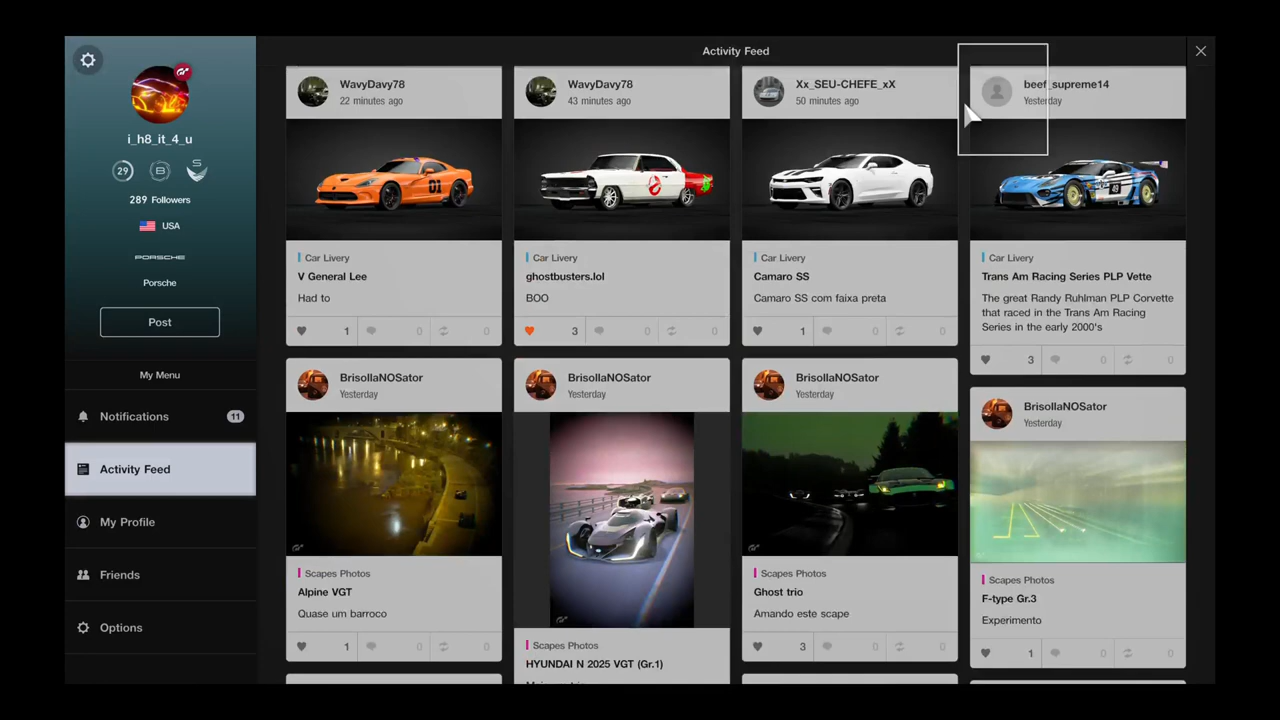 Activity Feed
i_h8_it_4_u
29
B
S
289 Followers
USA
PORSCHE
Porsche
Post
My Menu
Notifications
11
Activity Feed
My Profile
Friends
Options
WavyDavy78
22 minutes ago
01
Car Livery
V General Lee
Had to
1 0 0
WavyDavy78
43 minutes ago
Car Livery
ghostbusters.lol
BOO
3 0 0
Xx_SEU-CHEFE_xX
50 minutes ago
Car Livery
Camaro SS
Camaro SS com faixa preta
1 0 0
beef_supreme14
Yesterday
49
Car Livery
Trans Am Racing Series PLP Vette
The great Randy Ruhlman PLP Corvette
that raced in the Trans Am Racing
Series in the early 2000's
3 0 0
BrisollaNOSator
Yesterday
Scapes Photos
Alpine VGT
Quase um barroco
1 0 0
BrisollaNOSator
Yesterday
Scapes Photos
HYUNDAI N 2025 VGT (Gr.1)
BrisollaNOSator
Yesterday
Scapes Photos
Ghost trio
Amando este scape
3 0 0
BrisollaNOSator
Yesterday
Scapes Photos
F-type Gr.3
Experimento
1 0 0